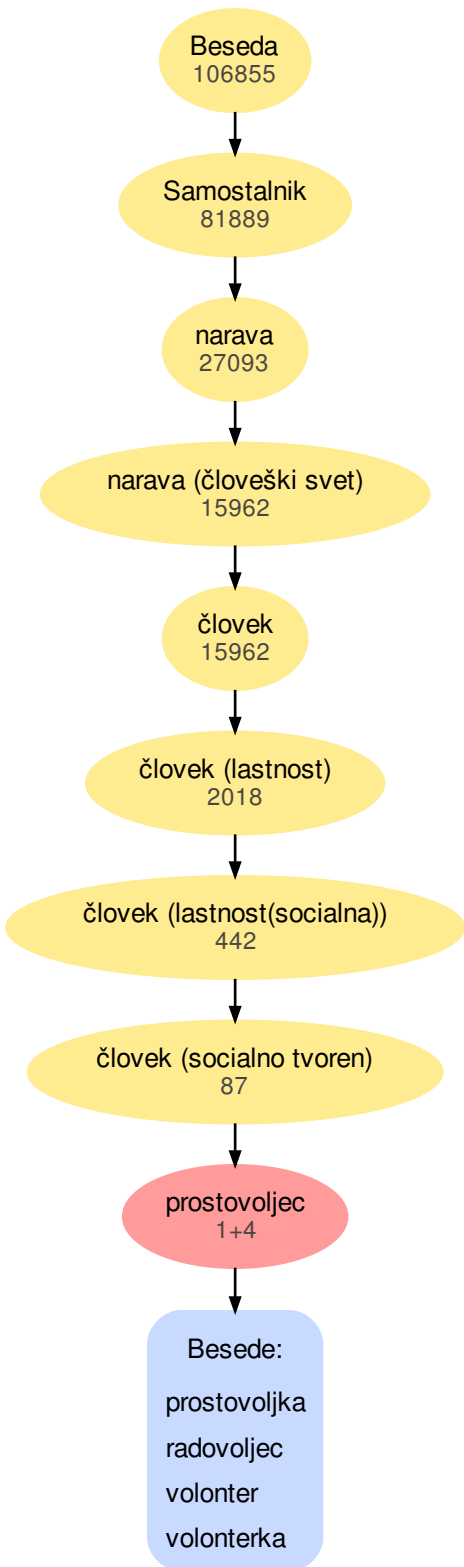 Beseda
106855
Samostalnik
81889
narava
27093
narava (človeški svet)
15962
človek
15962
človek (lastnost)
2018
človek (lastnost(socialna))
442
človek (socialno tvoren)
87
prostovoljec
1+4
Besede:
prostovoljka
radovoljec
volonter
volonterka